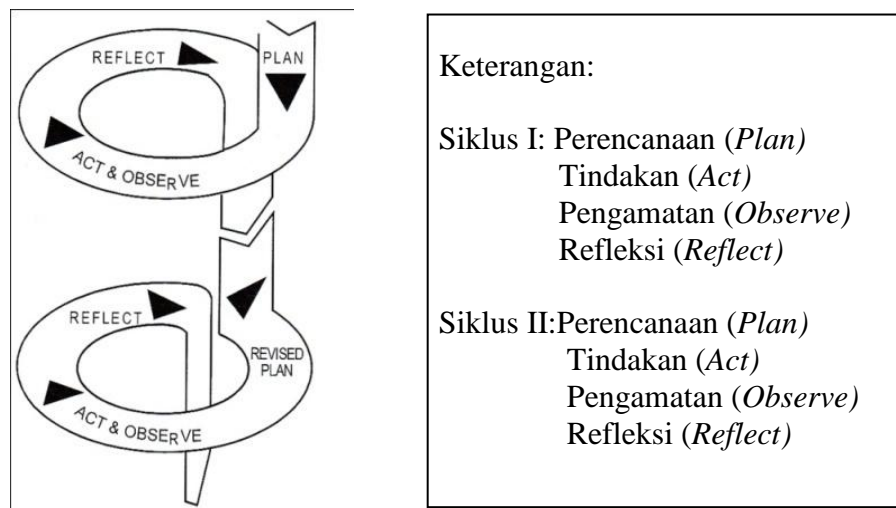 REFLECT
PLAN
ACT & OBSERVE
REFLECT
REVISED
PLAN
ACT & OBSERVE
Keterangan:
Siklus I: Perencanaan (Plan)
Tindakan (Act)
Pengamatan (Observe)
Refleksi (Reflect)
Siklus II:Perencanaan (Plan)
Tindakan (Act)
Pengamatan (Observe)
Refleksi (Reflect)